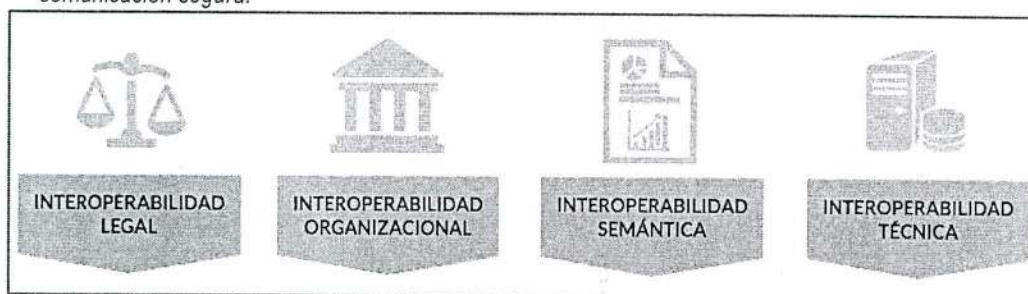 comunicación segura.
INTEROPERABILIDAD
LEGAL
INTEROPERABILIDAD
ORGANIZACIONAL
INTEROPERABILIDAD
SEMÁNTICA
INTEROPERABILIDAD
TÉCNICA